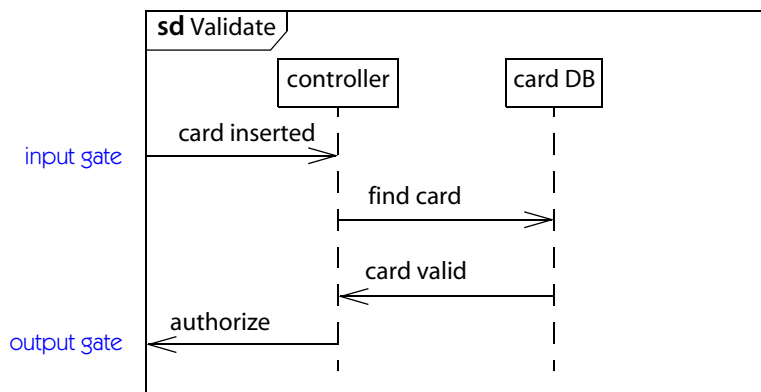 sd Validate
controller
card DB
card inserted
input gate
find card
card valid
authorize
output gate